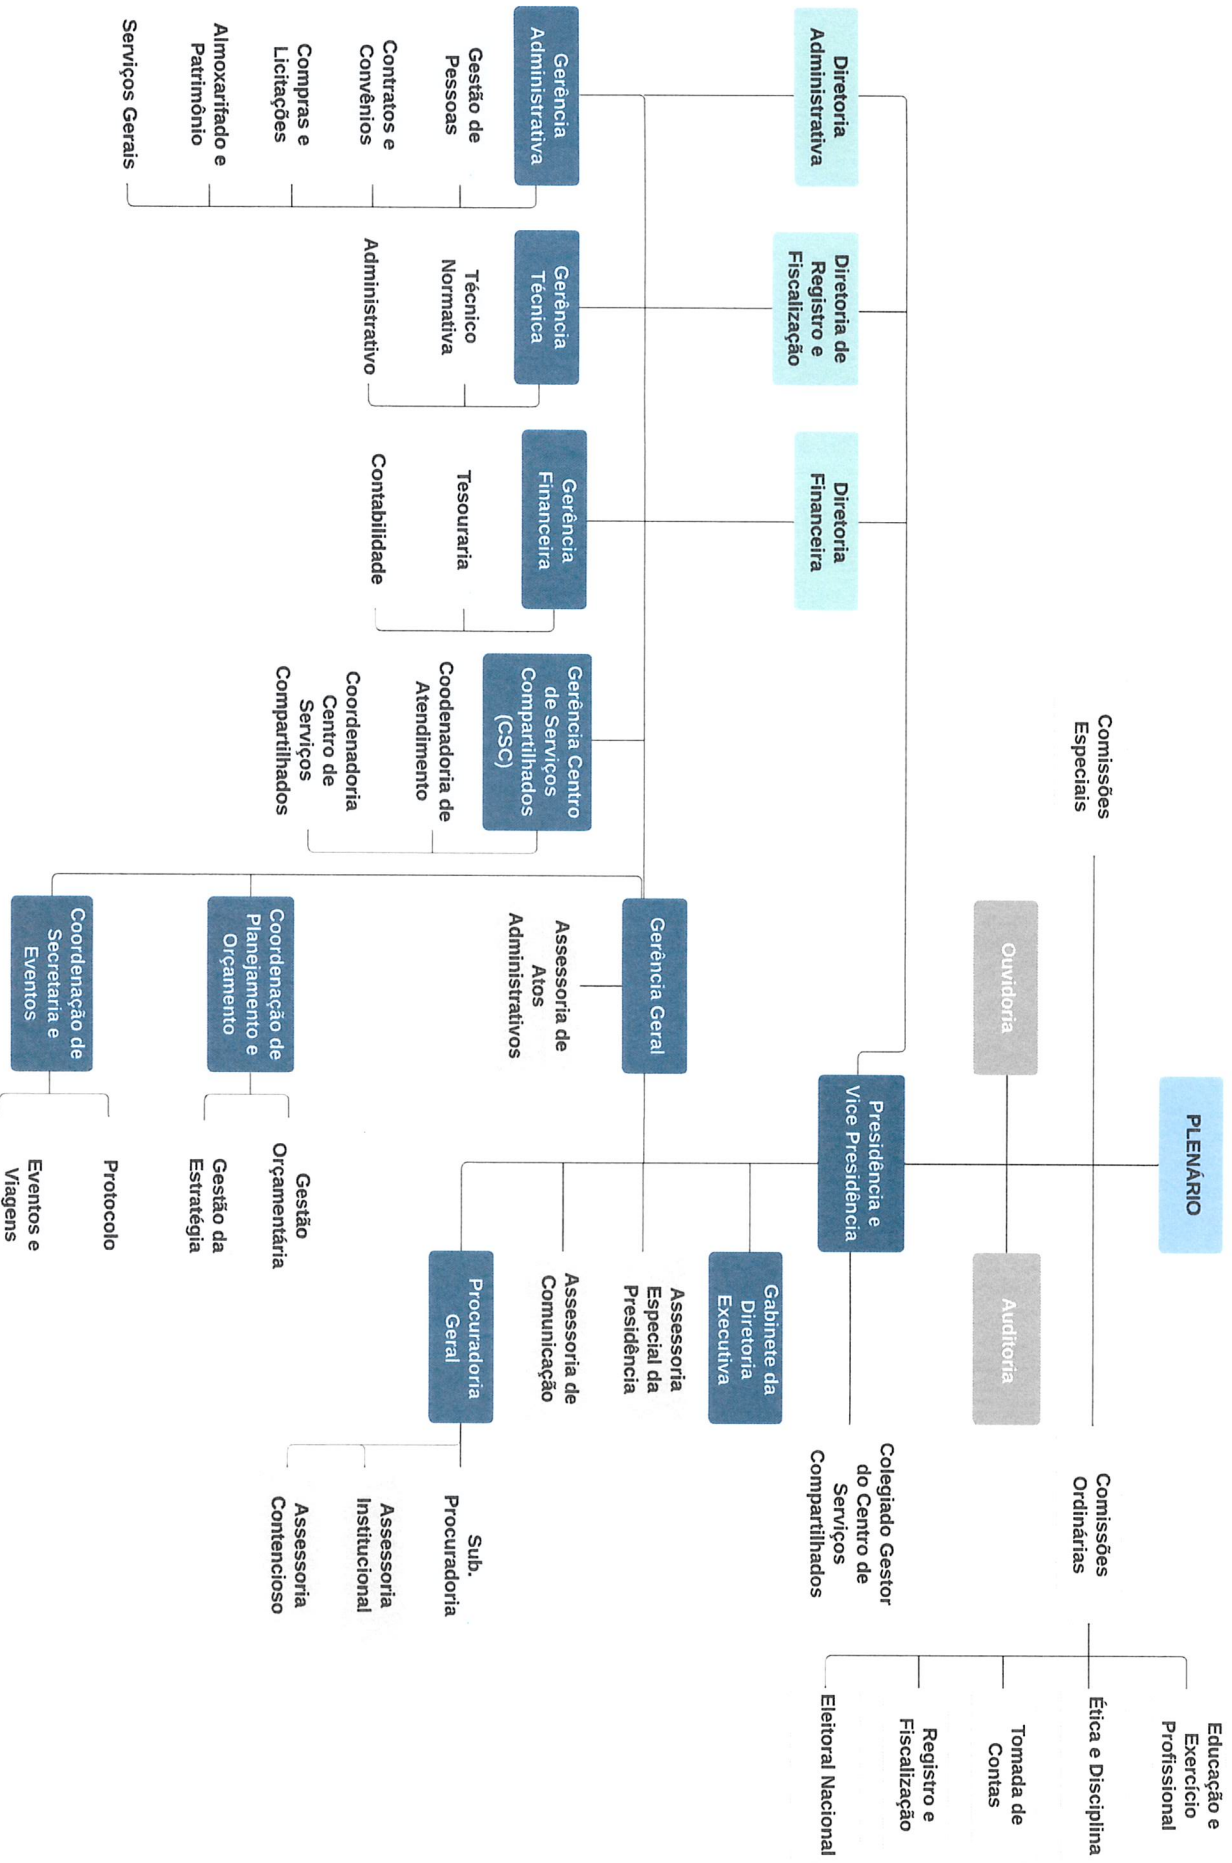 PLENÁRIO
Comissões
Especiais
Comissões
Ordinárias
Educação e
Exercício
Profissional
Ética e Disciplina
Tomada de
Contas
Registro e
Fiscalização
Eleitoral Nacional
Ouvidoria
Auditoria
Presidência e
Vice Presidência
Colegiado Gestor
do Centro de
Serviços
Compartilhados
Diretoria
Administrativa
Diretoria de
Registro e
Fiscalização
Diretoria
Financeira
Gabinete da
Diretoria
Executiva
Assessoria
Especial da
Presidência
Assessoria de
Comunicação
Procuradoria
Geral
Sub.
Procuradoria
Assessoria
Institucional
Assessoria
Contencioso
Gerência Geral
Assessoria de
Atos
Administrativos
Gerência
Administrativa
Gestão de
Pessoas
Contratos e
Convênios
Compras e
Licitações
Almoxarifado e
Patrimônio
Serviços Gerais
Gerência
Técnica
Técnico
Normativa
Administrativo
Gerência
Financeira
Tesouraria
Contabilidade
Gerência Centro
de Serviços
Compartilhados
(CSC)
Coodenadoria de
Atendimento
Coordenadoria
Centro de
Serviços
Compartilhados
Coordenação de
Planejamento e
Orçamento
Gestão
Orçamentária
Gestão da
Estratégia
Coordenação de
Secretaria e
Eventos
Protocolo
Eventos e
Viagens